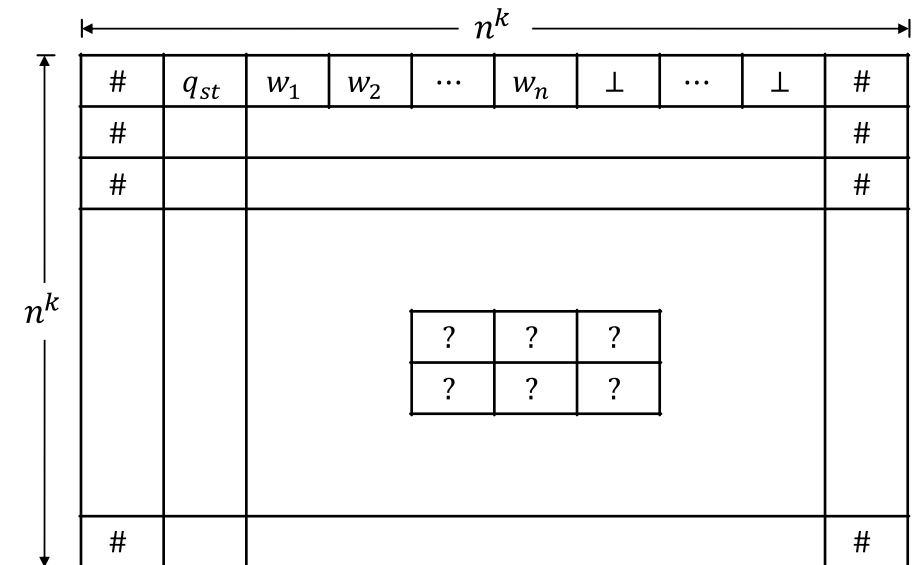 n^k
# q_st w_1 w_2 ⋯ w_n ⊥ ⋯ ⊥ #
# #
# #
n^k
? ? ?
? ? ?
# #